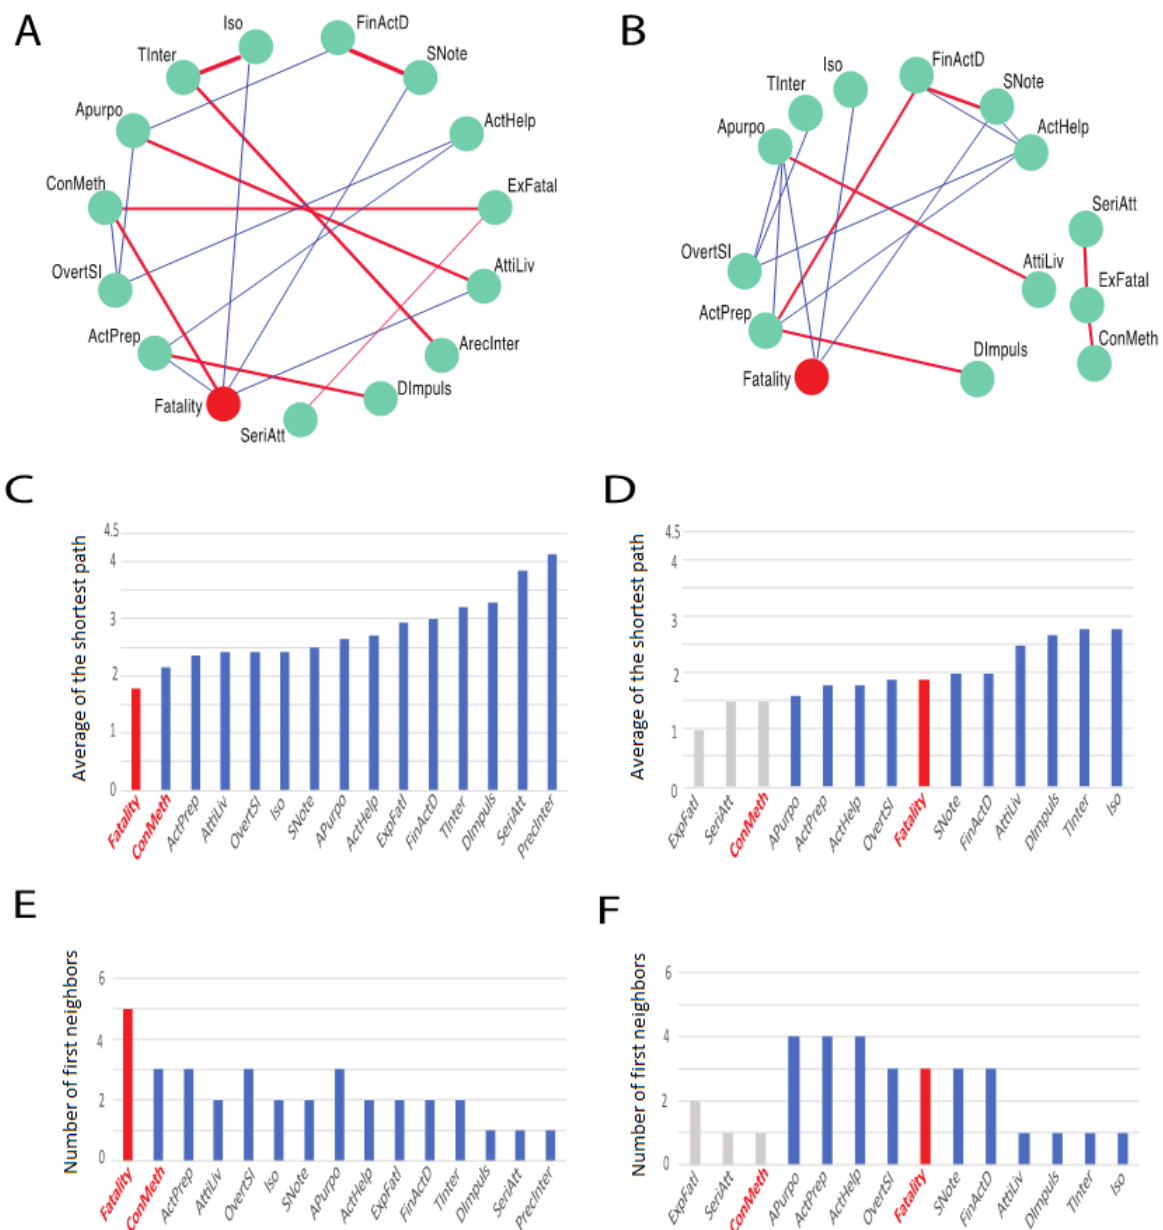 A
Iso
FinActD
TInter
SNote
Apurpo
ActHelp
ConMeth
ExFatal
OvertSI
AttiLiv
ActPrep
ArecInter
DImpuls
Fatality
SeriAtt
B
FinActD
Iso
TInter
SNote
Apurpo
ActHelp
SeriAtt
OvertSI
AttiLiv
ExFatal
ActPrep
ConMeth
DImpuls
Fatality
C
Average of the shortest path
4.5
4
3
2
1
0
Fatality
ConMeth
ActPrep
AttiLiv
OvertSI
Iso
SNote
APurpo
ActHelp
ExpFatl
FinActD
TInter
DImpuls
SeriAtt
PrecInter
D
Average of the shortest path
4.5
4
3
2
1
0
ExpFatl
SeriAtt
ConMeth
APurpo
ActPrep
ActHelp
OvertSI
Fatality
SNote
FinActD
AttiLiv
DImpuls
TInter
Iso
E
Number of first neighbors
6
4
2
0
Fatality
ConMeth
ActPrep
AttiLiv
OvertSI
Iso
SNote
APurpo
ActHelp
ExpFatl
FinActD
TInter
DImpuls
SeriAtt
PrecInter
F
Number of first neighbors
6
4
2
0
ExpFatl
SeriAtt
ConMeth
APurpo
ActPrep
ActHelp
OvertSI
Fatality
SNote
FinActD
AttiLiv
DImpuls
TInter
Iso